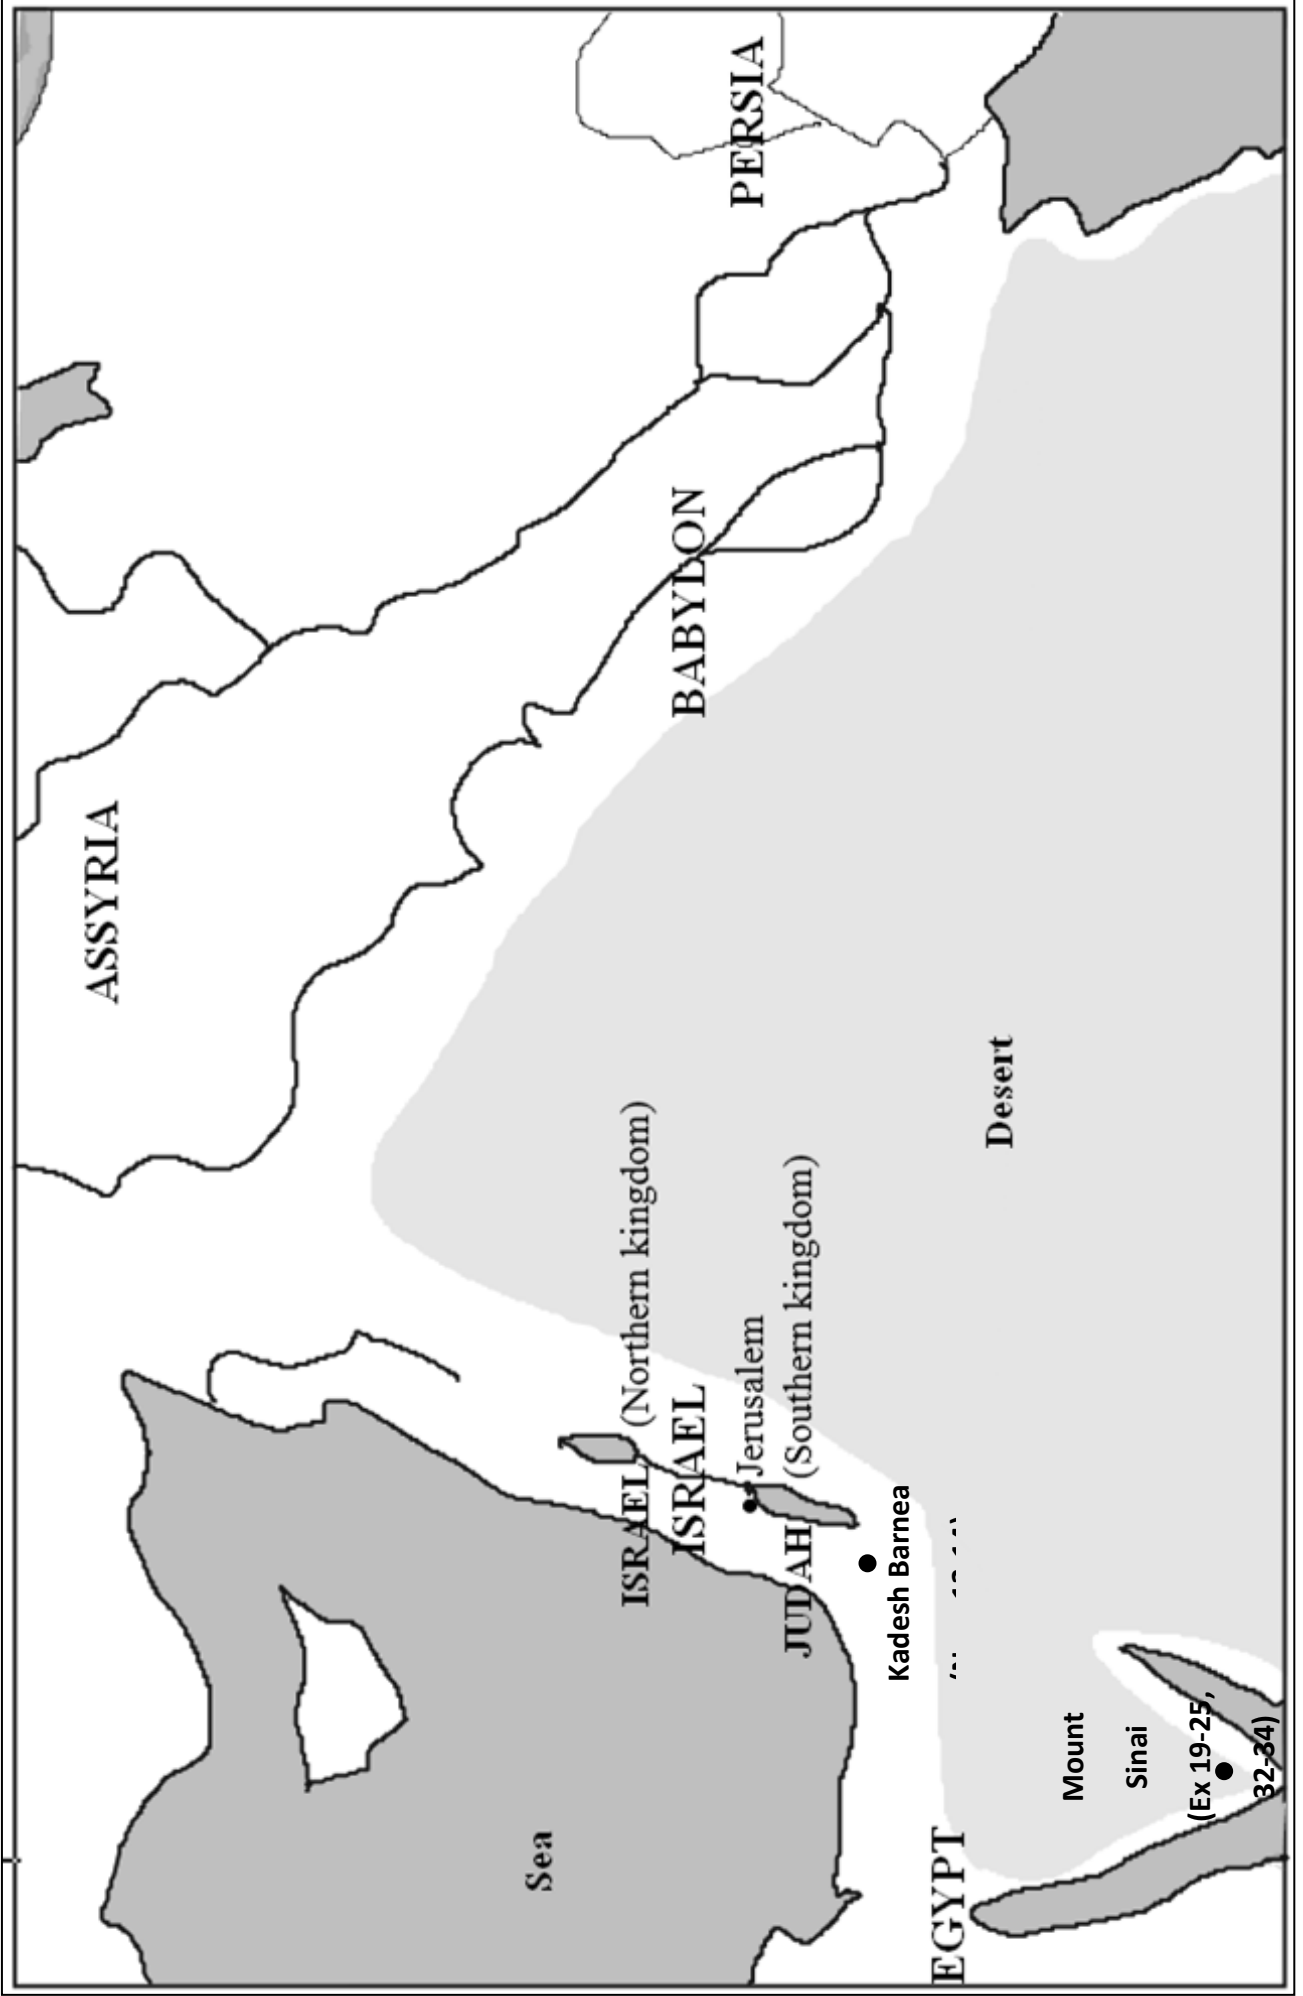 ASSYRIA
PERSIA
BABYLON
Sea
ISRAEL (Northern kingdom)
ISRAEL
Jerusalem
JUDAH (Southern kingdom)
Kadesh Barnea
Desert
EGYPT
Mount
Sinai
(Ex 19-25,
32-34)